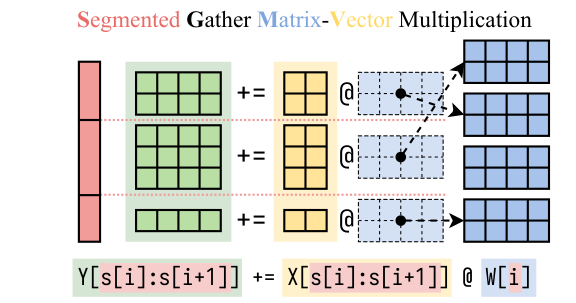 Segmented Gather Matrix-Vector Multiplication
+= @
+= @
+= @
Y[s[i]:s[i+1]] += X[s[i]:s[i+1]] @ W[i]